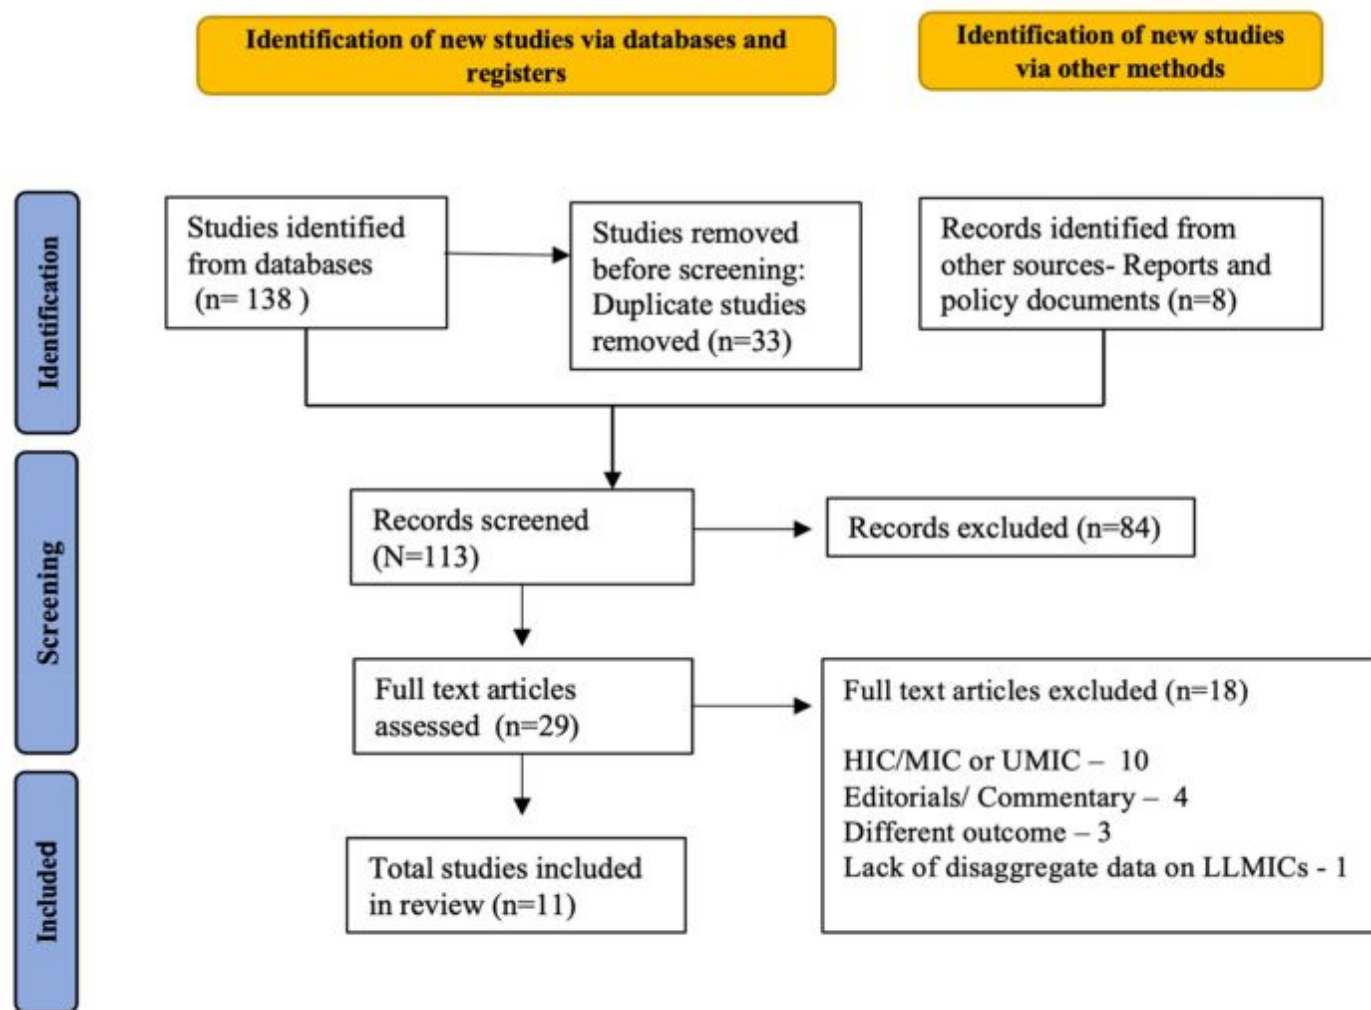 Identification of new studies via databases and
registers
Identification of new studies
via other methods
Identification
Studies identified
from databases
(n= 138 )
Studies removed
before screening:
Duplicate studies
removed (n=33)
Records identified from
other sources- Reports and
policy documents (n=8)
Screening
Records screened
(N=113)
Records excluded (n=84)
Full text articles
assessed (n=29)
Full text articles excluded (n=18)
HIC/MIC or UMIC – 10
Editorials/ Commentary – 4
Different outcome – 3
Lack of disaggregate data on LLMICs - 1
Included
Total studies included
in review (n=11)